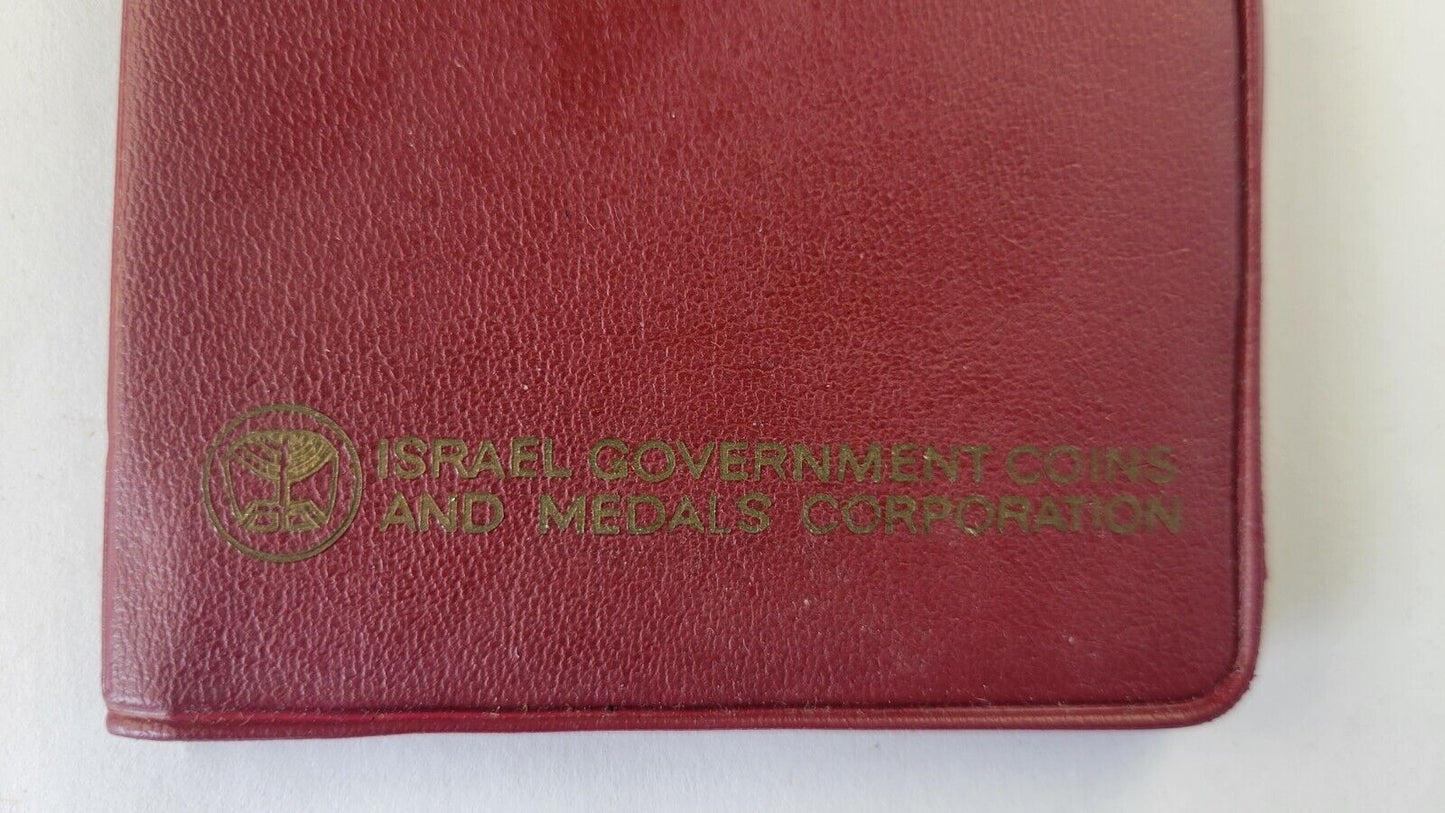 ISRAEL GOVERNMENT COINS
AND MEDALS CORPORATION